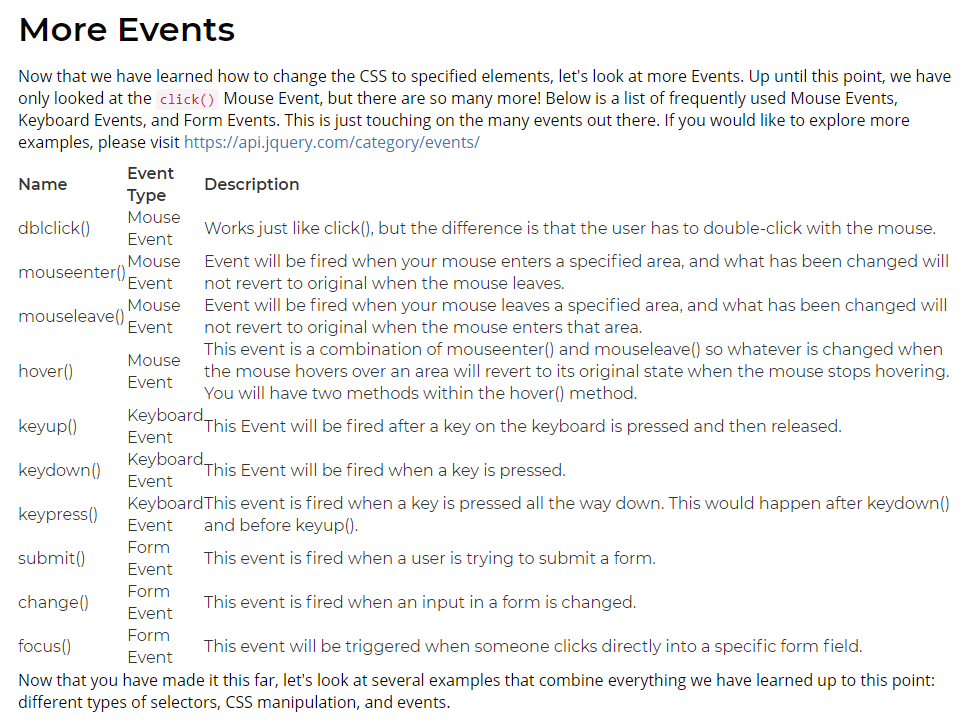 More Events
Now that we have learned how to change the CSS to specified elements, let's look at more Events. Up until this point, we have
only looked at the click() Mouse Event, but there are so many more! Below is a list of frequently used Mouse Events,
Keyboard Events, and Form Events. This is just touching on the many events out there. If you would like to explore more
examples, please visit https://api.jquery.com/category/events/
Name Event Type Description
dblclick() Mouse Event Works just like click(), but the difference is that the user has to double-click with the mouse.
mouseenter() Mouse Event Event will be fired when your mouse enters a specified area, and what has been changed will
not revert to original when the mouse leaves.
mouseleave() Mouse Event Event will be fired when your mouse leaves a specified area, and what has been changed will
not revert to original when the mouse enters that area.
hover() Mouse Event This event is a combination of mouseenter() and mouseleave() so whatever is changed when
the mouse hovers over an area will revert to its original state when the mouse stops hovering.
You will have two methods within the hover() method.
keyup() Keyboard Event This Event will be fired after a key on the keyboard is pressed and then released.
keydown() Keyboard Event This Event will be fired when a key is pressed.
keypress() Keyboard Event This event is fired when a key is pressed all the way down. This would happen after keydown()
and before keyup().
submit() Form Event This event is fired when a user is trying to submit a form.
change() Form Event This event is fired when an input in a form is changed.
focus() Form Event This event will be triggered when someone clicks directly into a specific form field.
Now that you have made it this far, let's look at several examples that combine everything we have learned up to this point:
different types of selectors, CSS manipulation, and events.